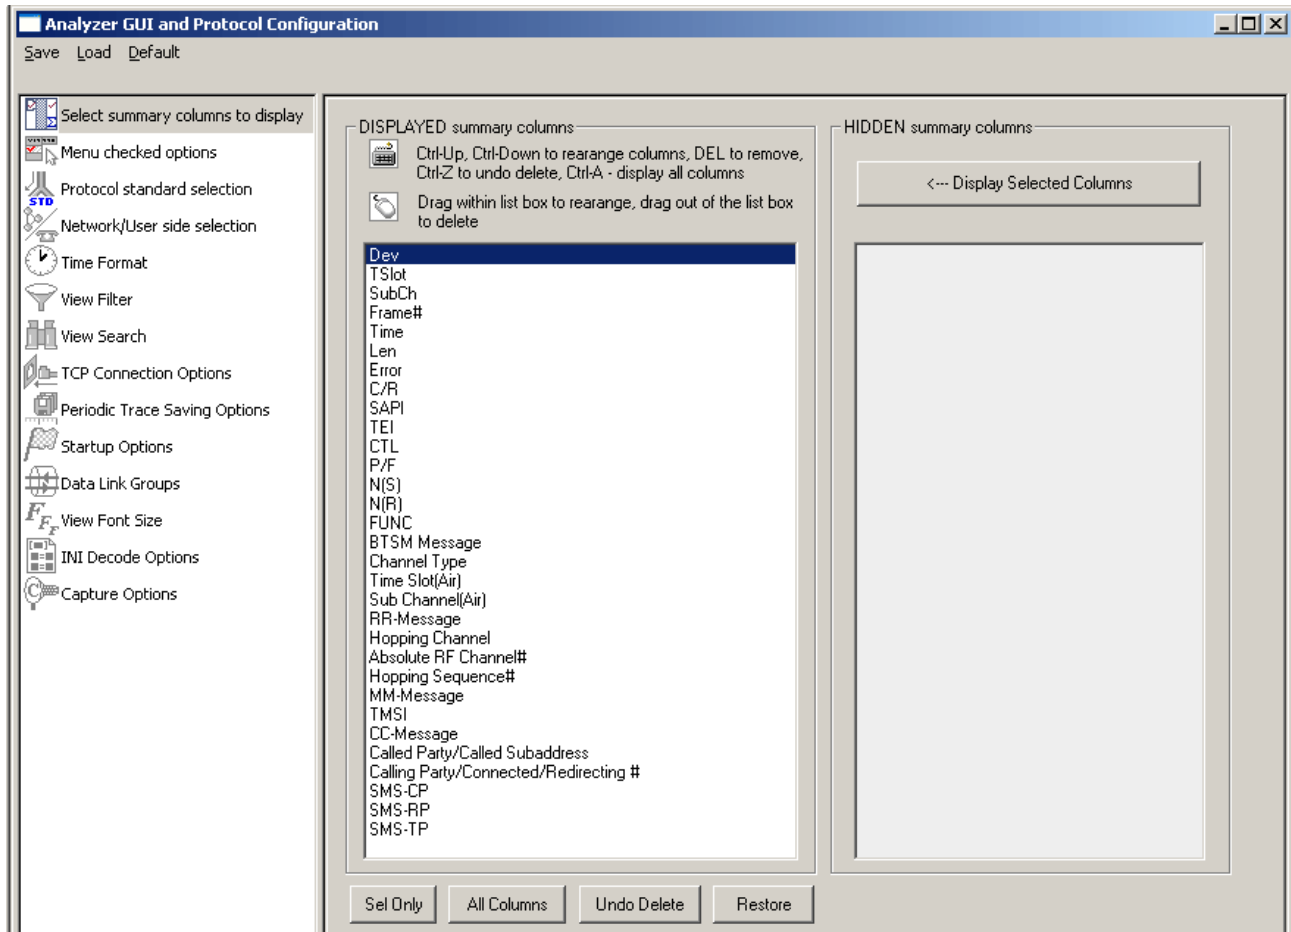 Analyzer GUI and Protocol Configuration
Save Load Default
Select summary columns to display
Menu checked options
STD
Protocol standard selection
Network/User side selection
Time Format
View Filter
View Search
TCP Connection Options
Periodic Trace Saving Options
Startup Options
Data Link Groups
View Font Size
INI Decode Options
Capture Options
DISPLAYED summary columns
Ctrl-Up, Ctrl-Down to rearange columns, DEL to remove,
Ctrl-Z to undo delete, Ctrl-A - display all columns
Drag within list box to rearange, drag out of the list box
to delete
Dev
TSlot
SubCh
Frame#
Time
Len
Error
C/R
SAPI
TEI
CTL
P/F
N(S)
N(R)
FUNC
BTSM Message
Channel Type
Time Slot(Air)
Sub Channel(Air)
RR-Message
Hopping Channel
Absolute RF Channel#
Hopping Sequence#
MM-Message
TMSI
CC-Message
Called Party/Called Subaddress
Calling Party/Connected/Redirecting #
SMS-CP
SMS-RP
SMS-TP
Sel Only
All Columns
Undo Delete
Restore
HIDDEN summary columns
<--- Display Selected Columns